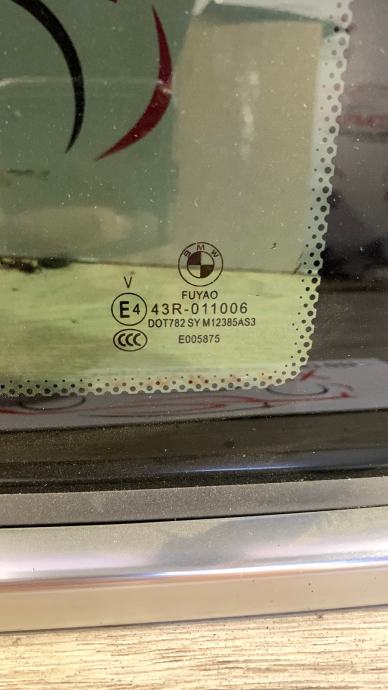 BMW
FUYAO
V
E4 43R-011006
DOT782 SY M12385AS3
CCC E005875